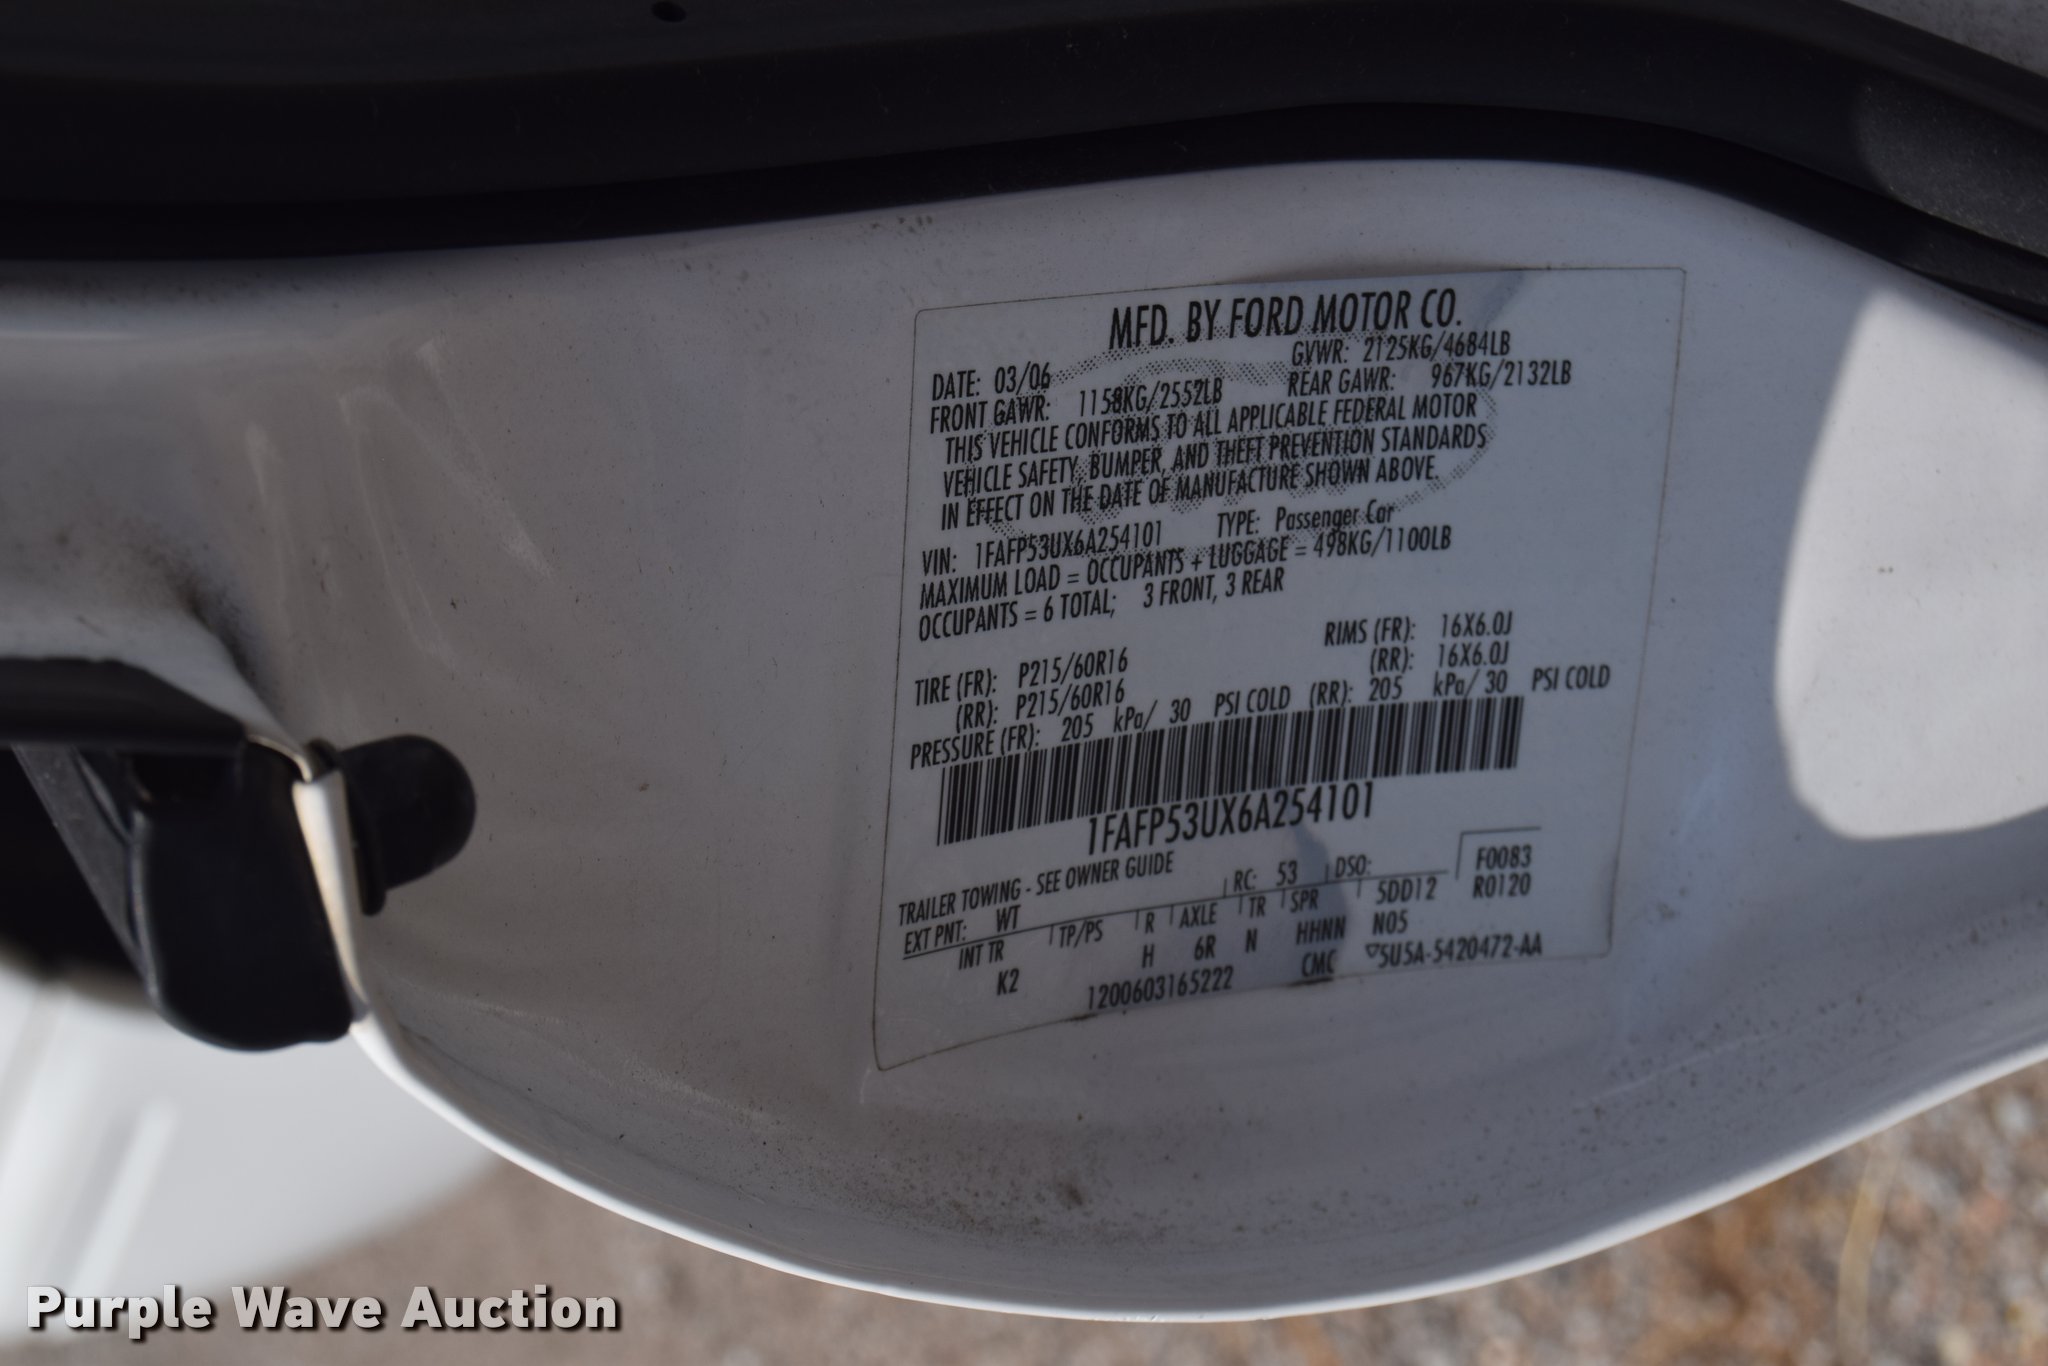 MFD. BY FORD MOTOR CO.
DATE: 03/06 GVWR: 2125KG/4684LB
FRONT GAWR: 1158KG/2552LB REAR GAWR: 967KG/2132LB
THIS VEHICLE CONFORMS TO ALL APPLICABLE FEDERAL MOTOR
VEHICLE SAFETY, BUMPER, AND THEFT PREVENTION STANDARDS
IN EFFECT ON THE DATE OF MANUFACTURE SHOWN ABOVE.
VIN: 1FAFP53UX6A254101 TYPE: Passenger Car
MAXIMUM LOAD = OCCUPANTS + LUGGAGE = 498KG/1100LB
OCCUPANTS = 6 TOTAL; 3 FRONT, 3 REAR
TIRE (FR): P215/60R16 RIMS (FR): 16X6.0J
(RR): P215/60R16 (RR): 16X6.0J
PRESSURE (FR): 205 kPa/ 30 PSI COLD (RR): 205 kPa/ 30 PSI COLD
1FAFP53UX6A254101
TRAILER TOWING - SEE OWNER GUIDE
EXT PNT: WT RC: 53 DSO: F0083
INT TR TP/PS R AXLE TR SPR 5DD12 R0120
K2 H 6R N HHNN N05
1200603165222 CMC ▽5U5A-5420472-AA
Purple Wave Auction